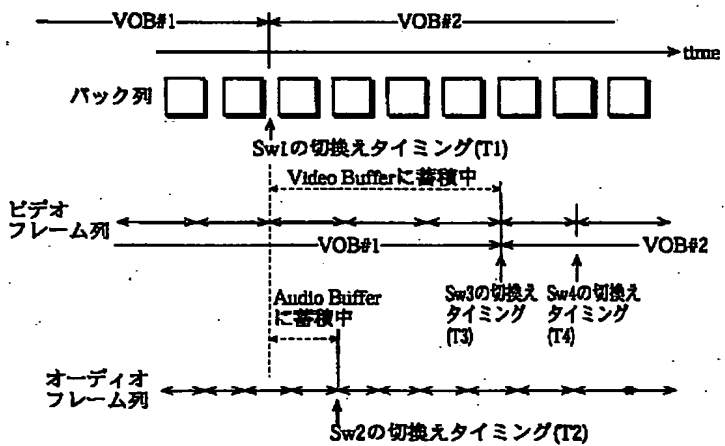 VOB#1
VOB#2
time
パック列
Sw1の切換えタイミング(T1)
Video Bufferに蓄積中
ビデオ
フレーム列
VOB#1
VOB#2
Audio Buffer
に蓄積中
Sw3の切換え
タイミング
(T3)
Sw4の切換え
タイミング
(T4)
オーディオ
フレーム列
Sw2の切換えタイミング(T2)